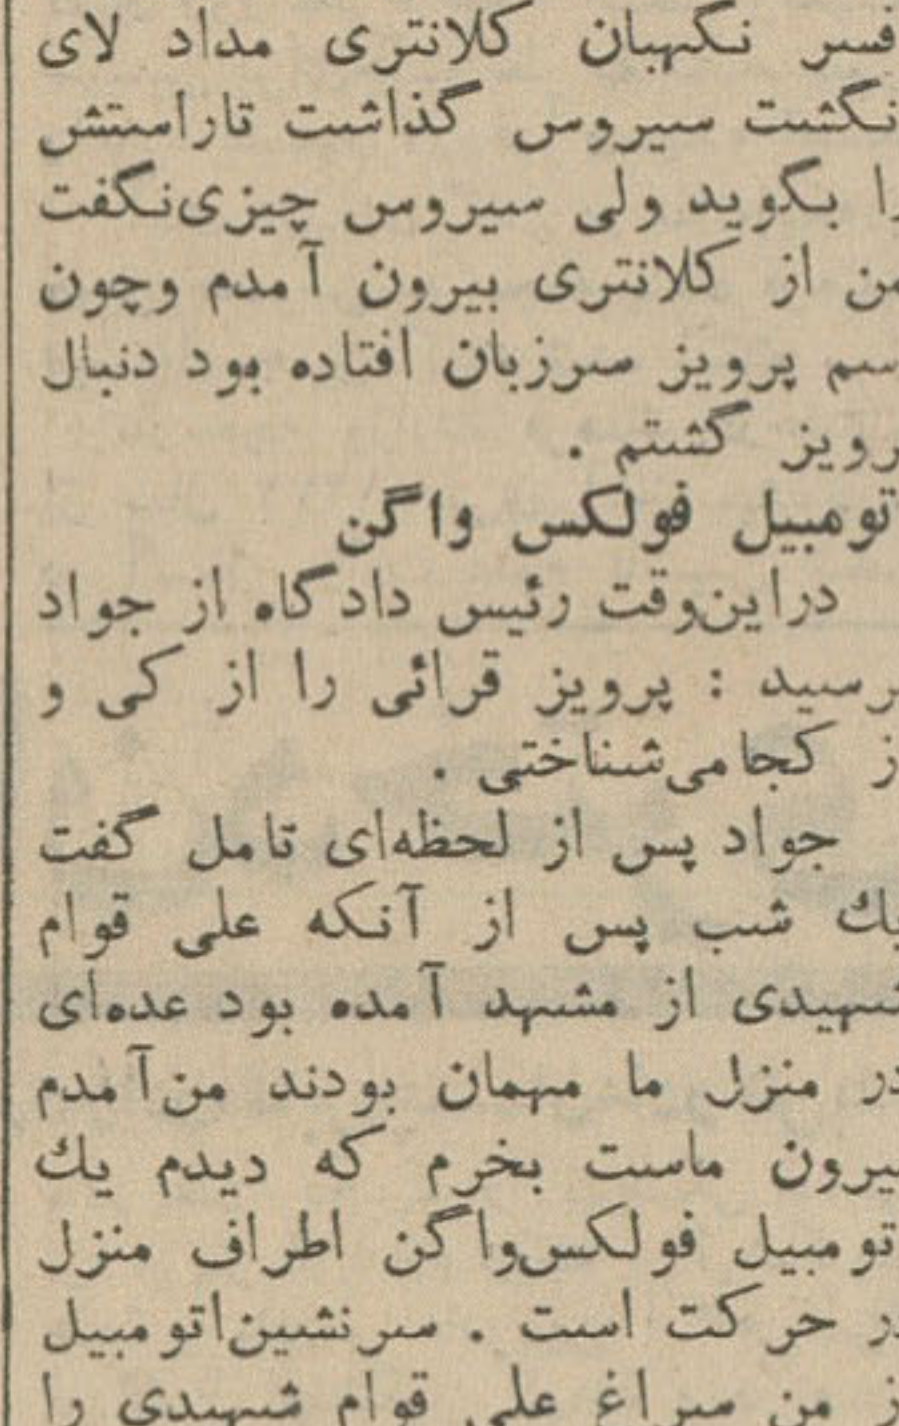 فسر نگهبان کلانتری مداد لای
نگشت سیروس گذاشت تاراستش
را بگوید ولی سیروس چیزی‌نگفت
من از کلانتری بیرون آمدم وچون
سم پرویز سرزبان افتاده بود دنبال
رویز گشتم .
تومبیل فولکس واگن
دراین‌وقت رئیس دادگاه از جواد
رسید : پرویز قرائی را از کی و
ز کجا می‌شناختی .
جواد پس از لحظه‌ای تامل گفت
یك شب پس از آنکه علی قوام
شهیدی از مشهد آمده بود عده‌ای
در منزل ما مهمان بودند من‌آمدم
یرون ماست بخرم که دیدم یك
تومبیل فولکس‌واگن اطراف منزل
در حرکت است . سرنشین‌اتومبیل
ز من سراغ علی قوام شهیدی را